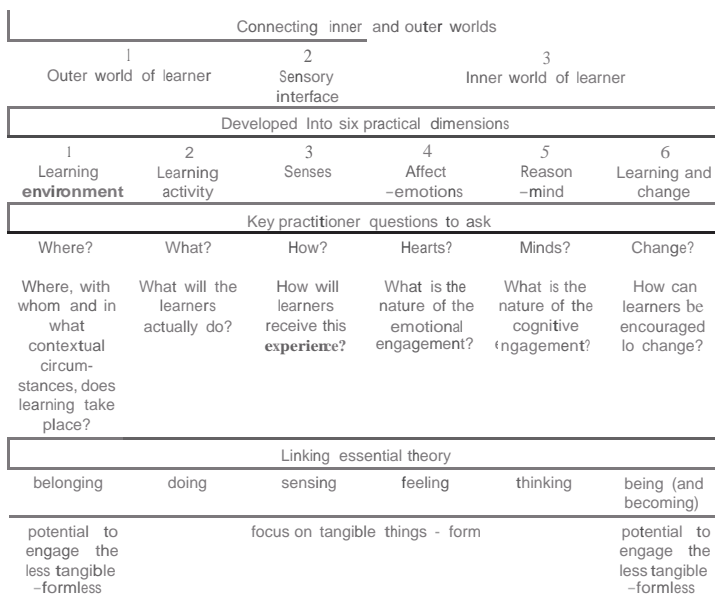 Connecting inner and outer worlds
1 2 3
Outer world of learner Sensory Inner world of learner
interface
Developed Into six practical dimensions
1 2 3 4 5 6
Learning Learning Senses Affect Reason Learning and
environment activity –emotions –mind change
Key practitioner questions to ask
Where? What? How? Hearts? Minds? Change?
Where, with What will the How will What is the What is the How can
whom and in learners learners nature of the nature of the learners be
what actually do? receive this emotional cognitive encouraged
contextual experience? engagement? engagement? lo change?
circum-
stances, does
learning take
place?
Linking essential theory
belonging doing sensing feeling thinking being (and
becoming)
potential to focus on tangible things - form potential to
engage the engage the
less tangible less tangible
–formless –formless